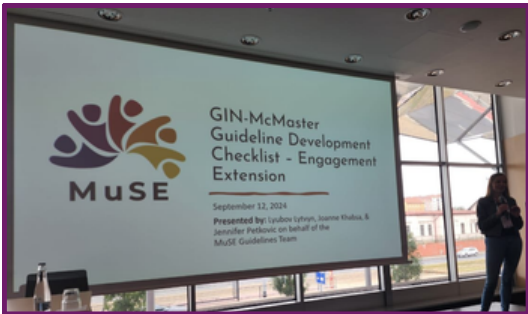 MuSE
GIN-McMaster
Guideline Development
Checklist – Engagement
Extension
September 12, 2024
Presented by: Lyubov Lytvyn, Joanne Khabsa, &
Jennifer Petkovic on behalf of the
MuSE Guidelines Team